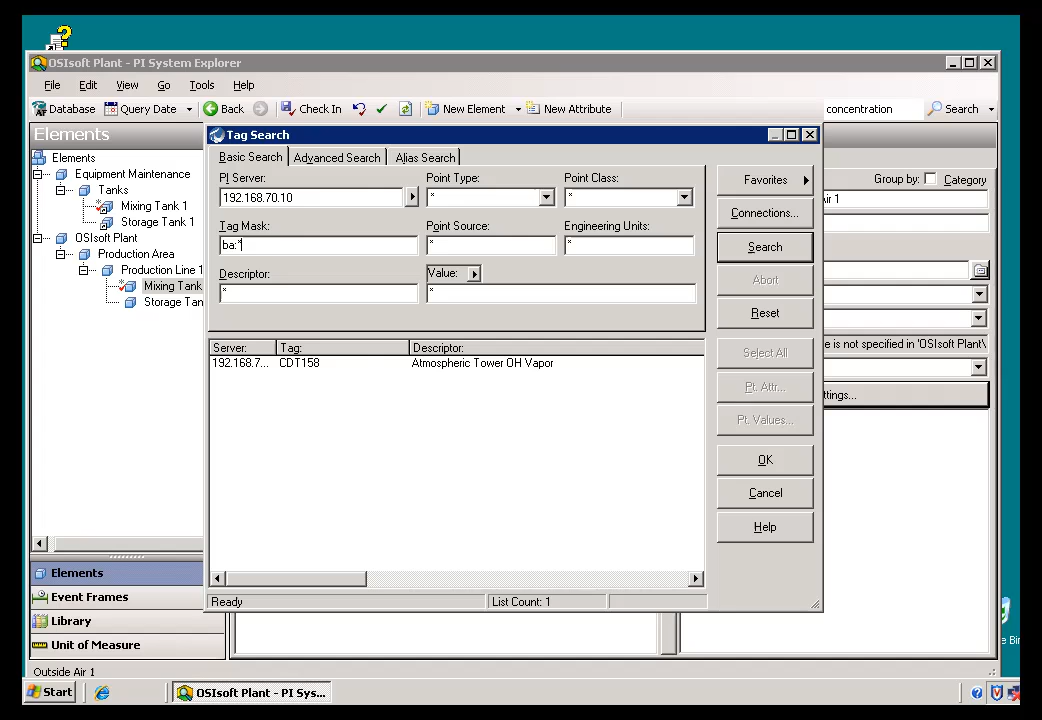 OSIsoft Plant - PI System Explorer
File Edit View Go Tools Help
Database Query Date Back Check In New Element New Attribute concentration Search
Elements
Elements
Equipment Maintenance
Tanks
Mixing Tank 1
Storage Tank 1
OSIsoft Plant
Production Area
Production Line 1
Mixing Tank
Storage Tan
Tag Search
Basic Search Advanced Search Alias Search
PI Server: Point Type: Point Class:
192.168.70.10 * *
Tag Mask: Point Source: Engineering Units:
ba:* * *
Descriptor: Value:
* *
Server: Tag: Descriptor:
192.168.7... CDT158 Atmospheric Tower OH Vapor
Ready List Count: 1
Favorites
Connections...
Search
Abort
Reset
Select All
Pt. Attr...
Pt. Values...
OK
Cancel
Help
Group by: Category
Air 1
e is not specified in 'OSIsoft Plant\
ttings...
Elements
Event Frames
Library
Unit of Measure
Outside Air 1
e Bin
Start OSIsoft Plant - PI Sys...